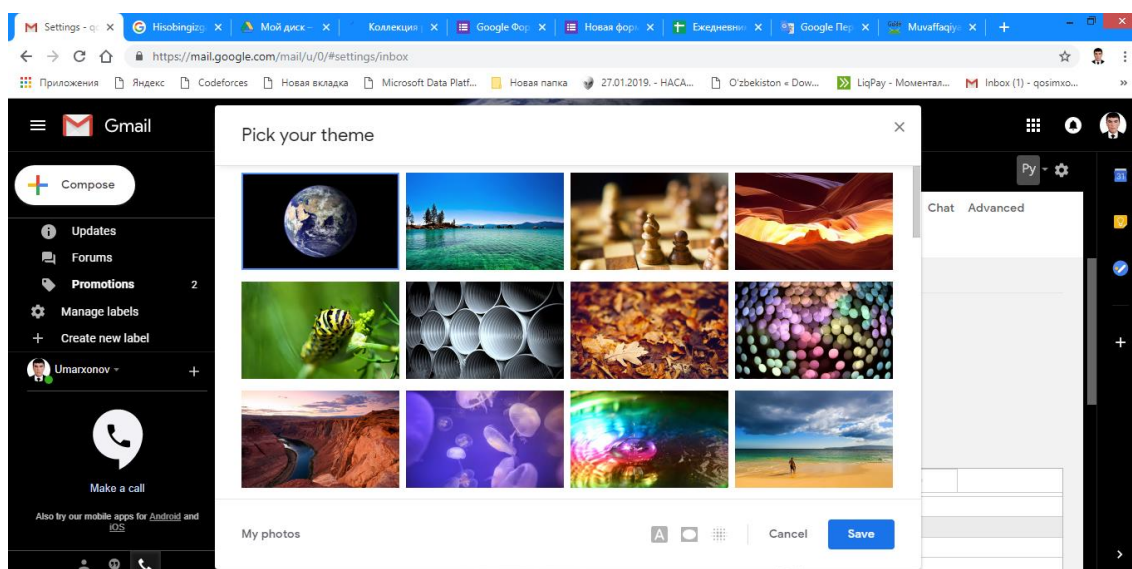 Settings - q
Hisobingizga
Мой диск –
Коллекция
Google Фор
Новая фор
Ежедневни
Google Пер
Muvaffaqiy
https://mail.google.com/mail/u/0/#settings/inbox
Приложения
Яндекс
Codeforces
Новая вкладка
Microsoft Data Platf...
Новая папка
27.01.2019. - НАСА...
O'zbekiston « Dow...
LiqPay - Моментал...
Inbox (1) - qosimxo...
Gmail
Pick your theme
Compose
Ру
31
Chat Advanced
Updates
Forums
Promotions 2
Manage labels
Create new label
Umarxonov
Make a call
Also try our mobile apps for Android and
iOS
My photos
A
Cancel
Save